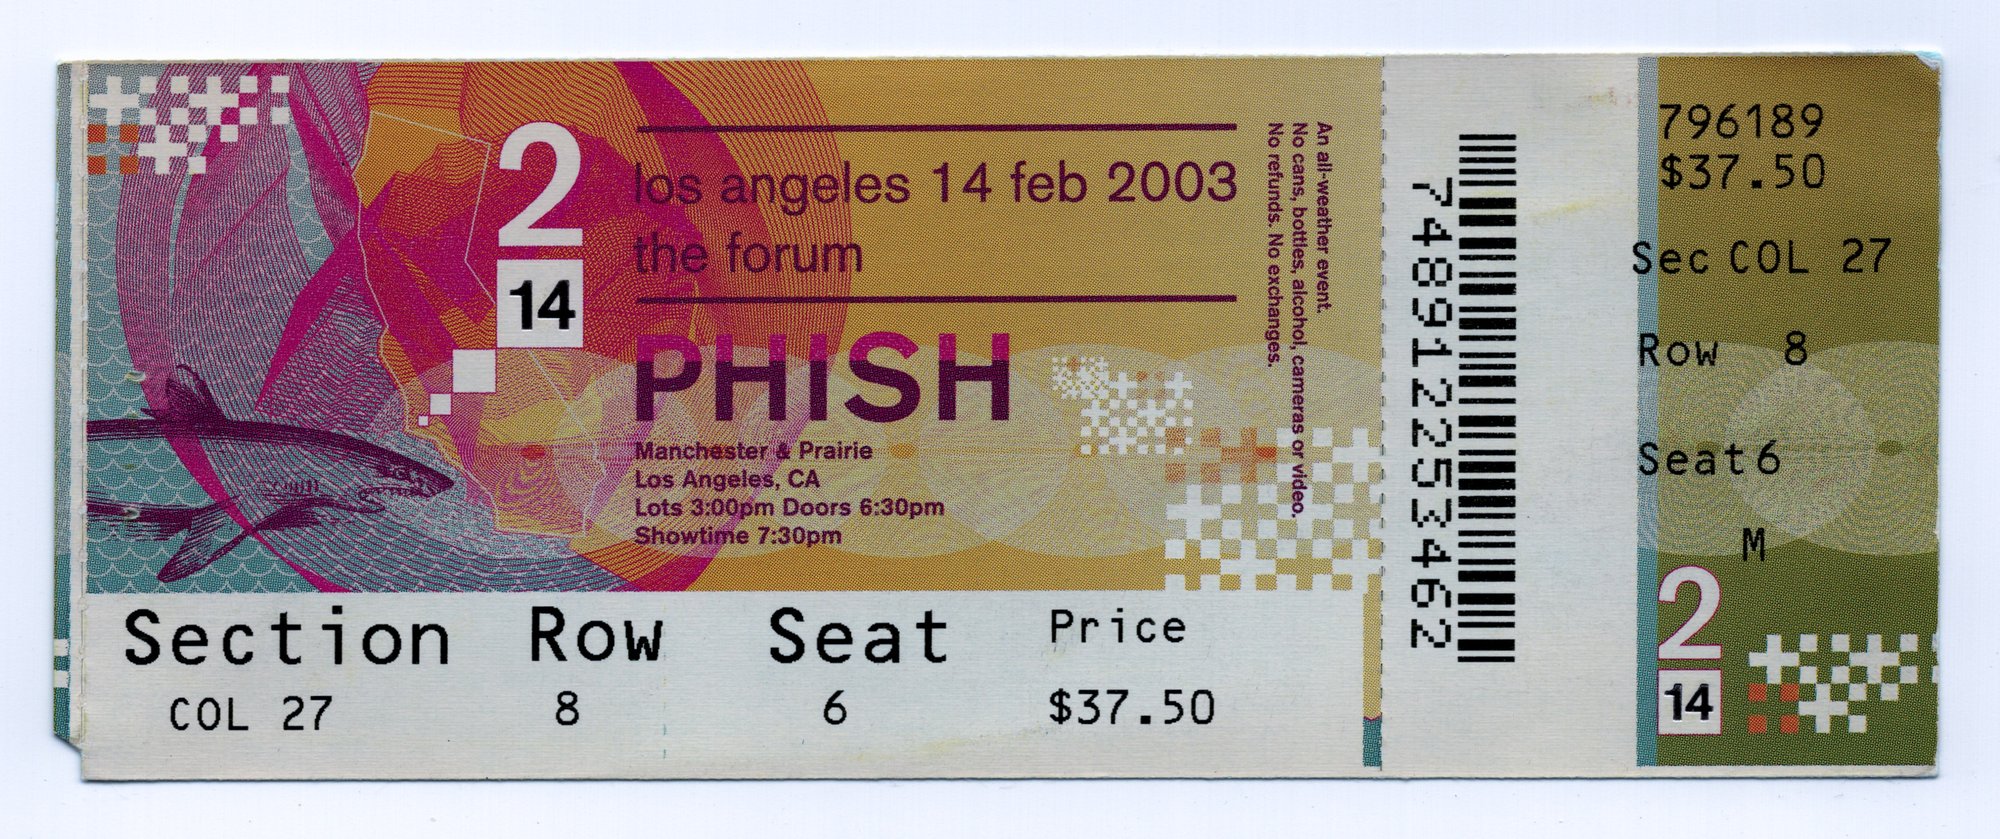 2
14
los angeles 14 feb 2003
the forum
PHISH
Manchester & Prairie
Los Angeles, CA
Lots 3:00pm Doors 6:30pm
Showtime 7:30pm
An all-weather event.
No cans, bottles, alcohol, cameras or video.
No refunds. No exchanges.
Section Row Seat Price
COL 27 8 6 $37.50
748912253462
796189
$37.50
Sec COL 27
Row 8
Seat 6
M
2
14